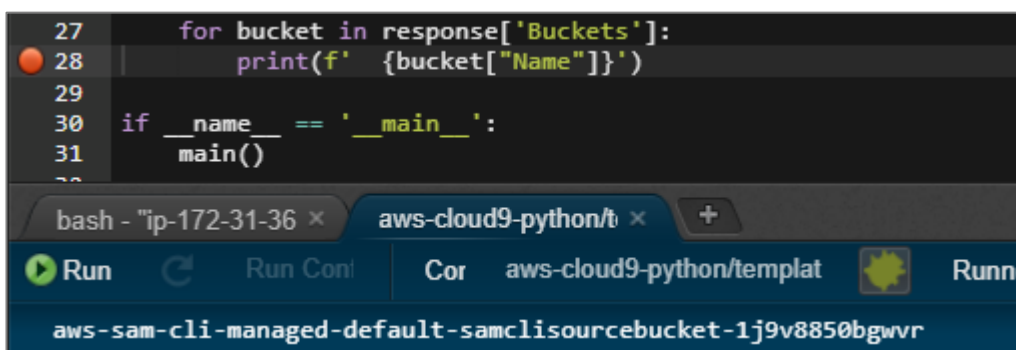 27 for bucket in response['Buckets']:
28 print(f'  {bucket["Name"]}')
29
30 if __name__ == '__main__':
31 main()
bash - "ip-172-31-36 × aws-cloud9-python/t × +
Run Run Conf Cor aws-cloud9-python/templat Runn
aws-sam-cli-managed-default-samclisourcebucket-1j9v8850bgwvr